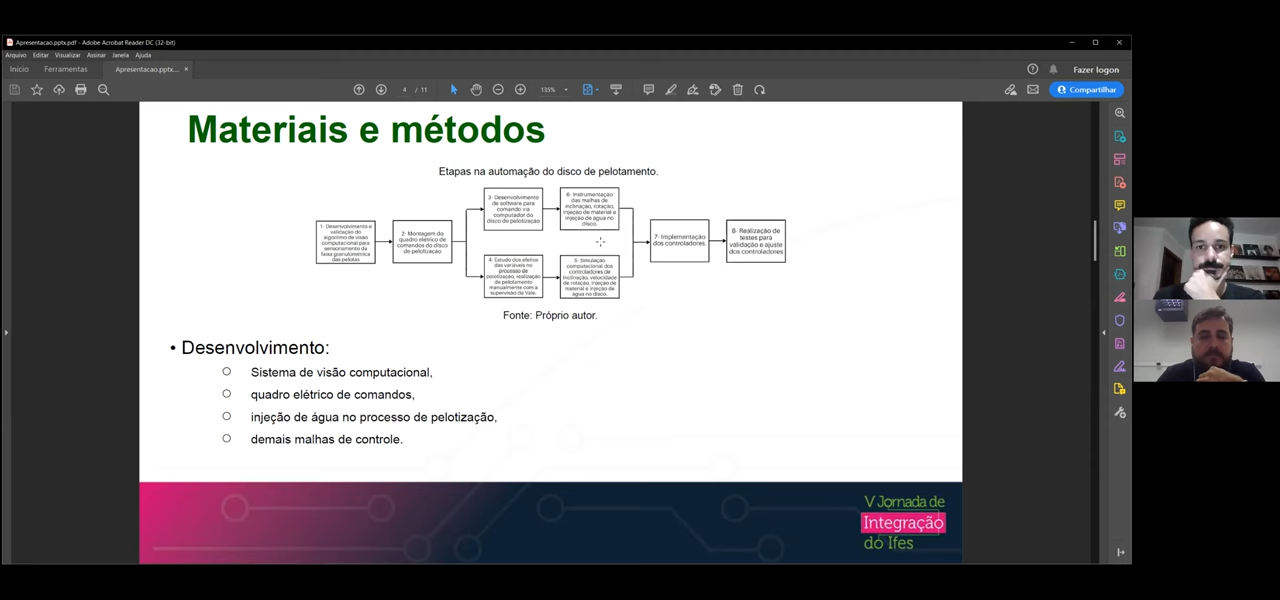 Apresentacao.pptx.pdf - Adobe Acrobat Reader DC (32-bit)
Arquivo Editar Visualizar Assinar Janela Ajuda
Início Ferramentas Apresentacao.pptx.... × Fazer logon
4 / 11 135% Compartilhar
Materiais e métodos
Etapas na automação do disco de pelotamento.
1- Desenvolvimento e
validação do
algoritmo de visão
computacional para
sensoriamento da
faixa granulométrica
das pelotas
2- Montagem do
quadro elétrico de
comandos do disco
de pelotização
3- Desenvolvimento
de software para
comando via
computador do
disco de pelotização
4- Estudo dos efeitos
das variáveis no
processo de
pelotização, realização
de pelotamento
manualmente com a
supervisão da Vale.
6- Instrumentação
das malhas de
inclinação, rotação,
injeção de material e
injeção de água no
disco.
5- Simulação
computacional dos
controladores de
inclinação, velocidade
de rotação, injeção de
material e injeção de
água no disco.
7- Implementação
dos controladores.
8- Realização de
testes para
validação e ajuste
dos controladores
Fonte: Próprio autor.
• Desenvolvimento:
Sistema de visão computacional,
quadro elétrico de comandos,
injeção de água no processo de pelotização,
demais malhas de controle.
V Jornada de
Integração
do Ifes